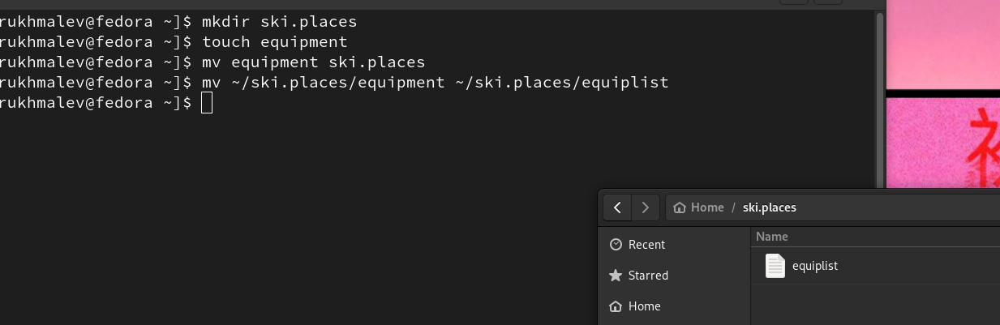 rukhmalev@fedora ~]$ mkdir ski.places
rukhmalev@fedora ~]$ touch equipment
rukhmalev@fedora ~]$ mv equipment ski.places
rukhmalev@fedora ~]$ mv ~/ski.places/equipment ~/ski.places/equiplist
rukhmalev@fedora ~]$
Home / ski.places
Name
Recent
equiplist
Starred
Home